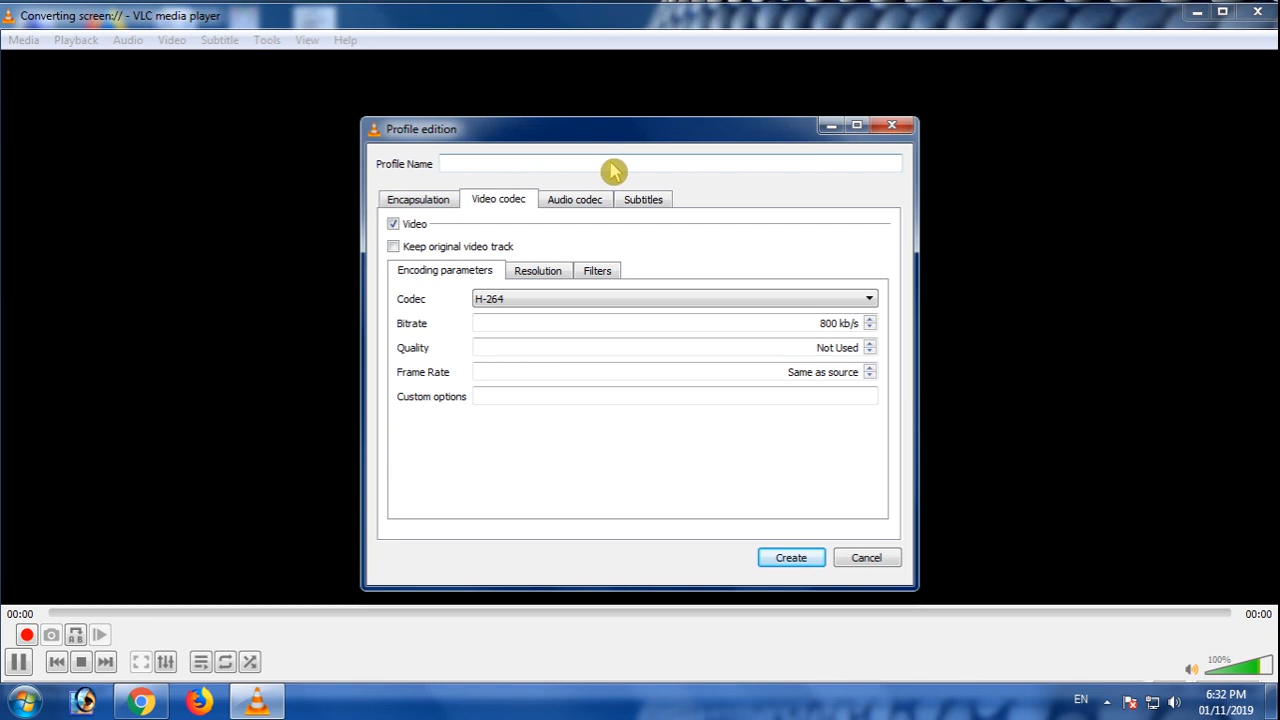 Converting screen:// - VLC media player
Media Playback Audio Video Subtitle Tools View Help
Profile edition
Profile Name
Encapsulation Video codec Audio codec Subtitles
Video
Keep original video track
Encoding parameters Resolution Filters
Codec H-264
Bitrate 800 kb/s
Quality Not Used
Frame Rate Same as source
Custom options
Create Cancel
00:00 00:00
A B
100%
EN 6:32 PM
01/11/2019